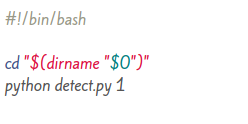 #!/bin/bash
cd "$(dirname "$0")"
python detect.py 1